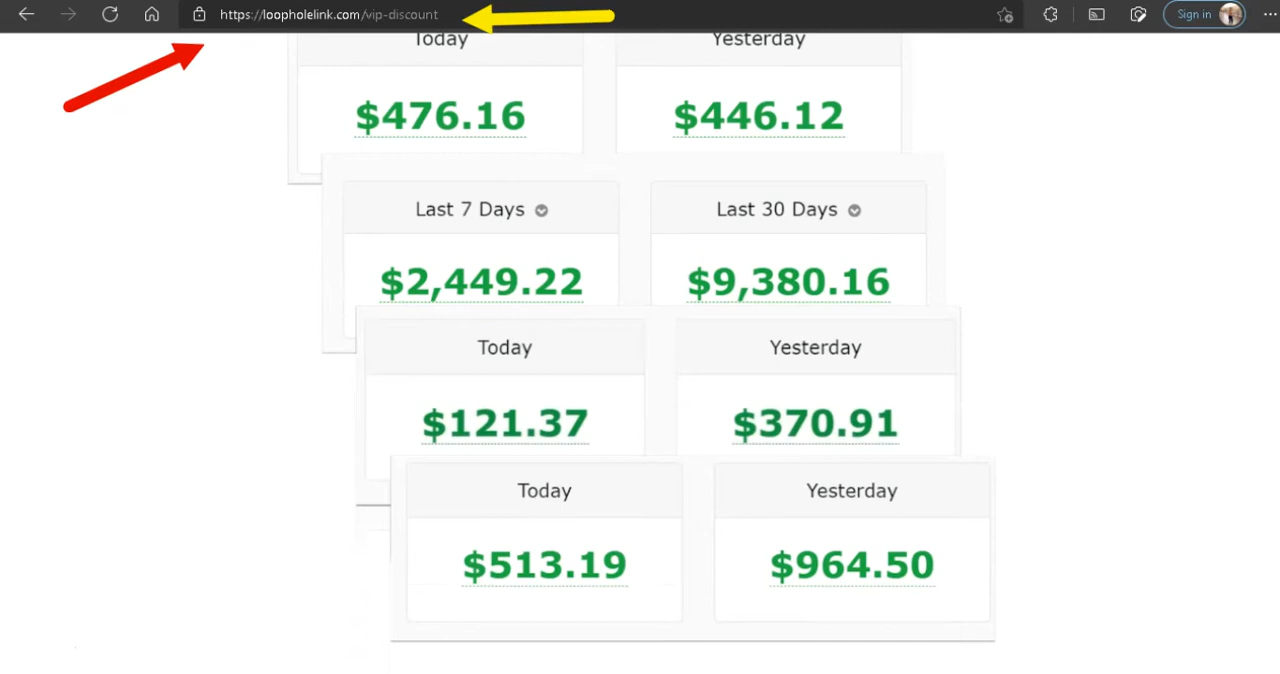 https://loopholelink.com/vip-discount
Sign in
Today Yesterday
$476.16 $446.12
Last 7 Days Last 30 Days
$2,449.22 $9,380.16
Today Yesterday
$121.37 $370.91
Today Yesterday
$513.19 $964.50